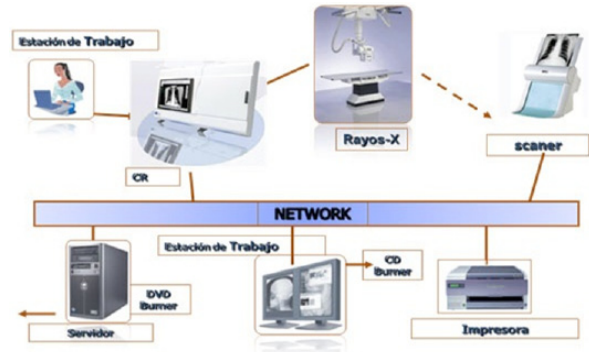 Estación de Trabajo
Rayos-X
scaner
CR
NETWORK
Estación de Trabajo
CD
Burner
DVD
Burner
Servidor
Impresora